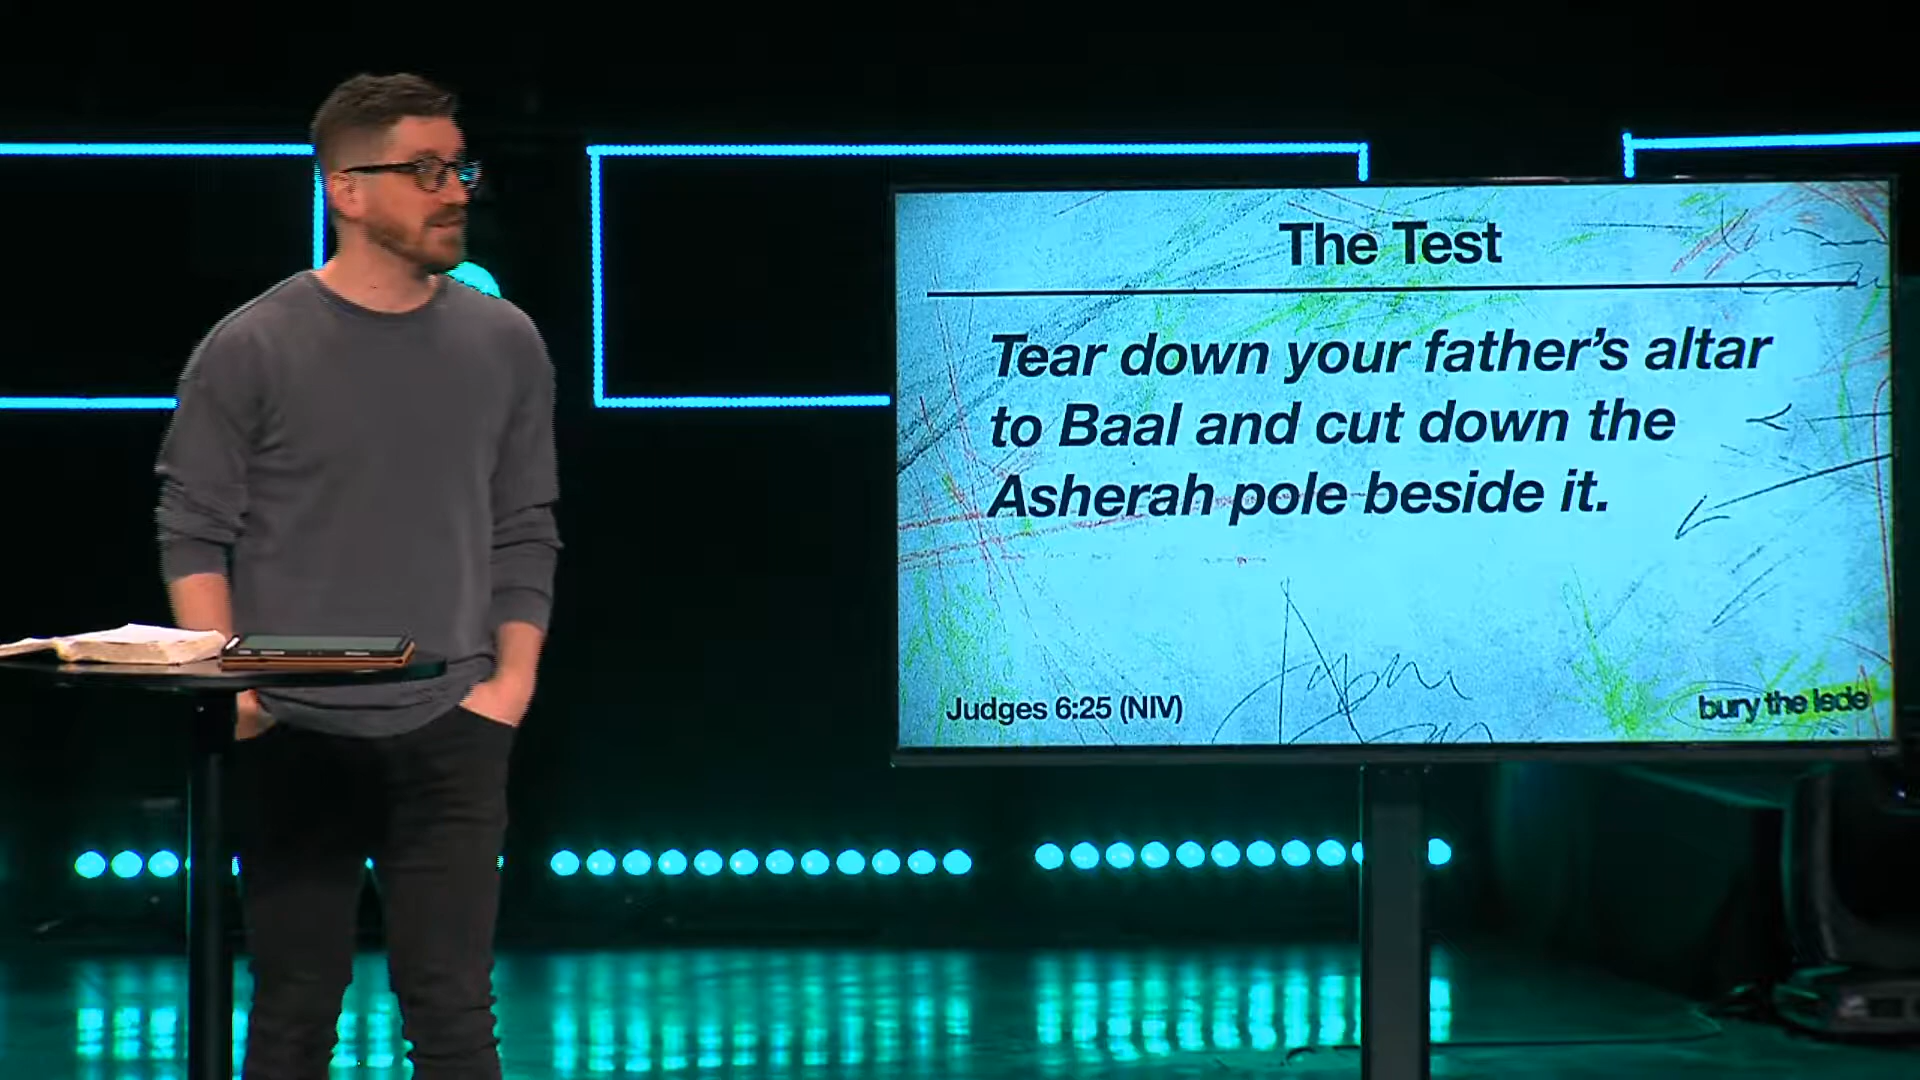 The Test
Tear down your father's altar
to Baal and cut down the
Asherah pole beside it.
Judges 6:25 (NIV)
bury the lede